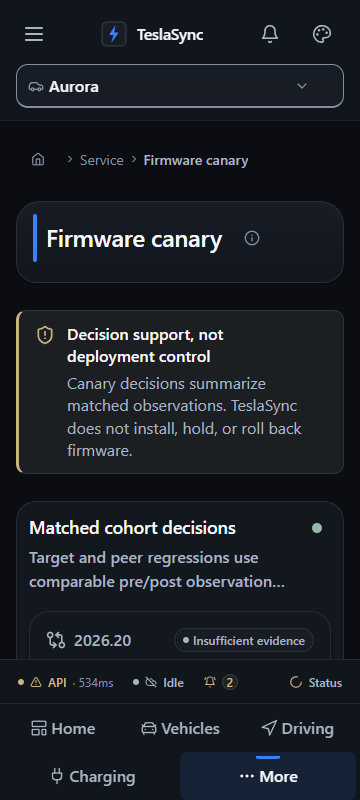 TeslaSync
Aurora
Service
Firmware canary
Firmware canary
Decision support, not
deployment control
Canary decisions summarize
matched observations. TeslaSync
does not install, hold, or roll back
firmware.
Matched cohort decisions
Target and peer regressions use
comparable pre/post observation...
2026.20
Insufficient evidence
API · 534ms
Idle
2
Status
Home
Vehicles
Driving
Charging
More